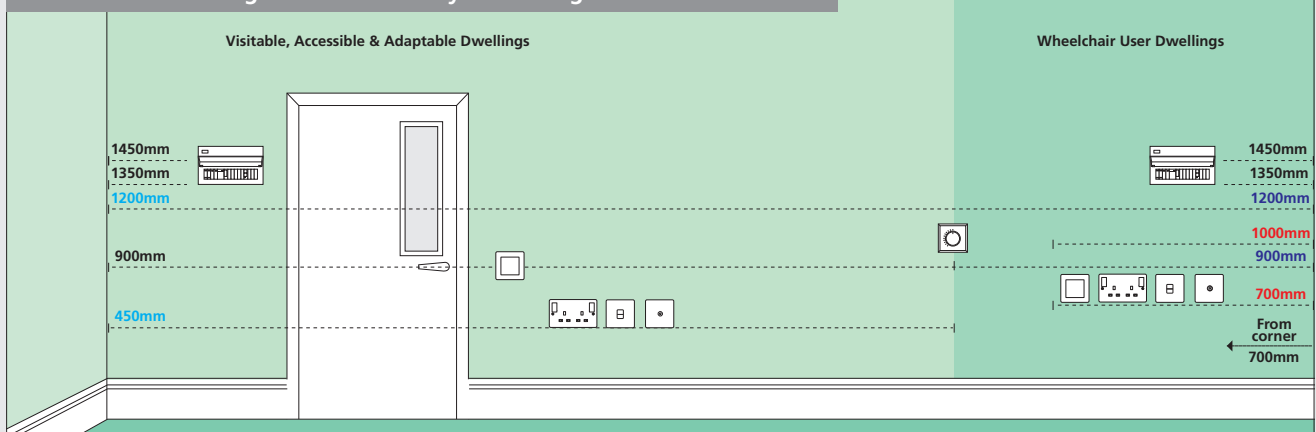 Visitable, Accessible & Adaptable Dwellings
Wheelchair User Dwellings
1450mm
1350mm
1200mm
900mm
450mm
1450mm
1350mm
1200mm
1000mm
900mm
700mm
From
corner
700mm